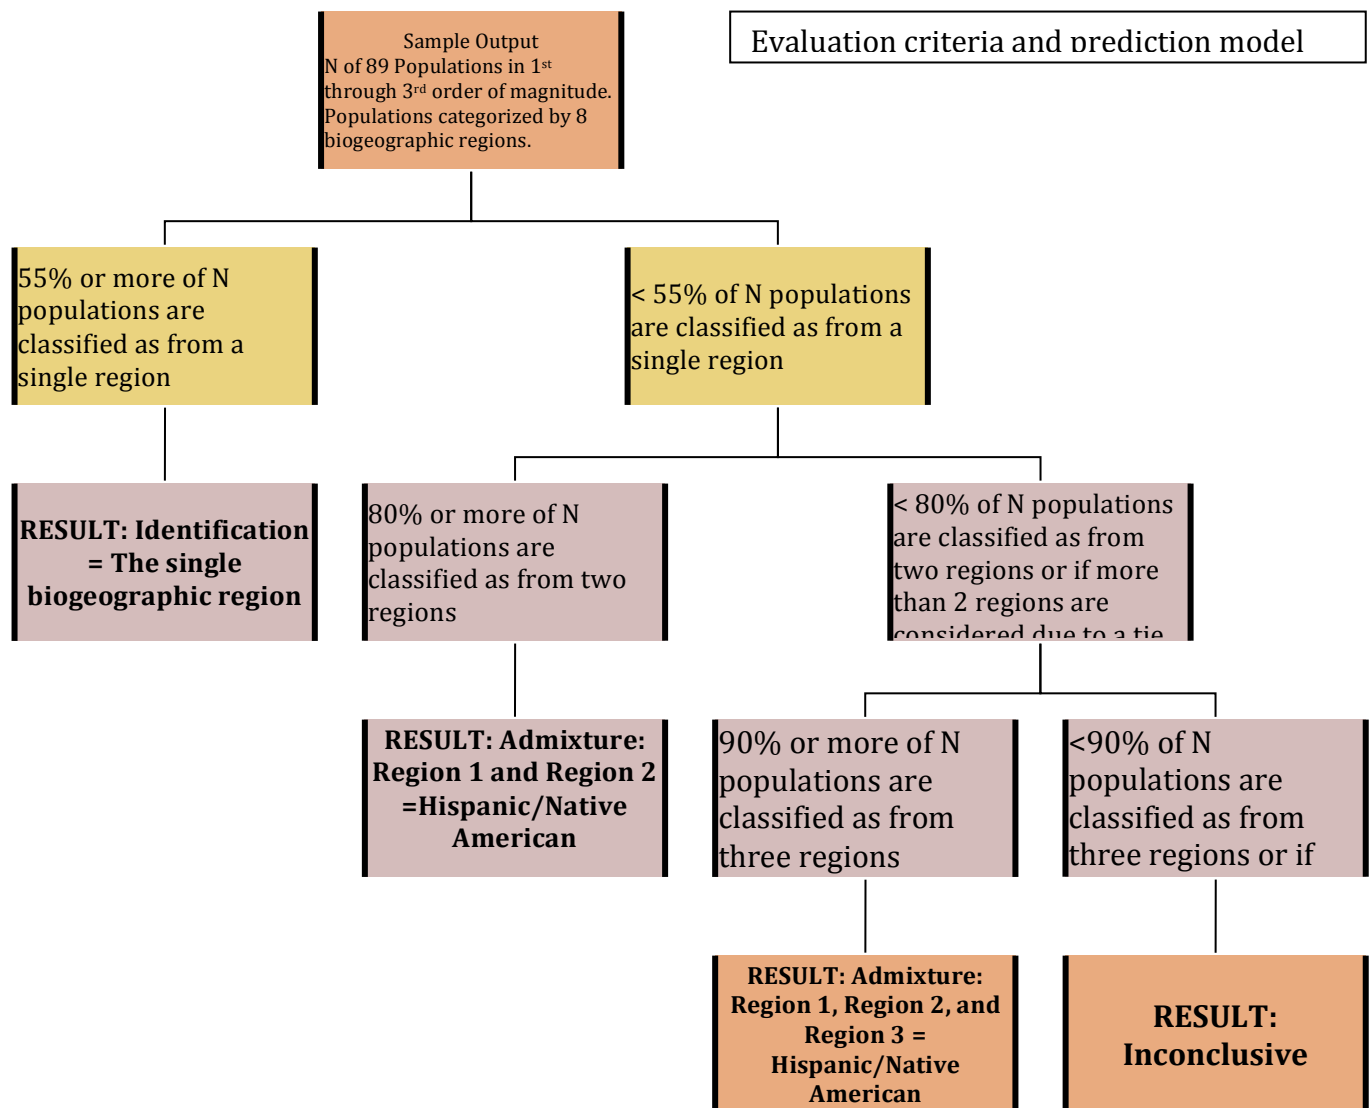 Sample Output
N of 89 Populations in 1st
through 3rd order of magnitude.
Populations categorized by 8
biogeographic regions.
Evaluation criteria and prediction model
55% or more of N
populations are
classified as from a
single region
< 55% of N populations
are classified as from a
single region
RESULT: Identification
= The single
biogeographic region
80% or more of N
populations are
classified as from two
regions
< 80% of N populations
are classified as from
two regions or if more
than 2 regions are
considered due to a tie
RESULT: Admixture:
Region 1 and Region 2
=Hispanic/Native
American
90% or more of N
populations are
classified as from
three regions
<90% of N
populations are
classified as from
three regions or if
RESULT: Admixture:
Region 1, Region 2, and
Region 3 =
Hispanic/Native
American
RESULT:
Inconclusive